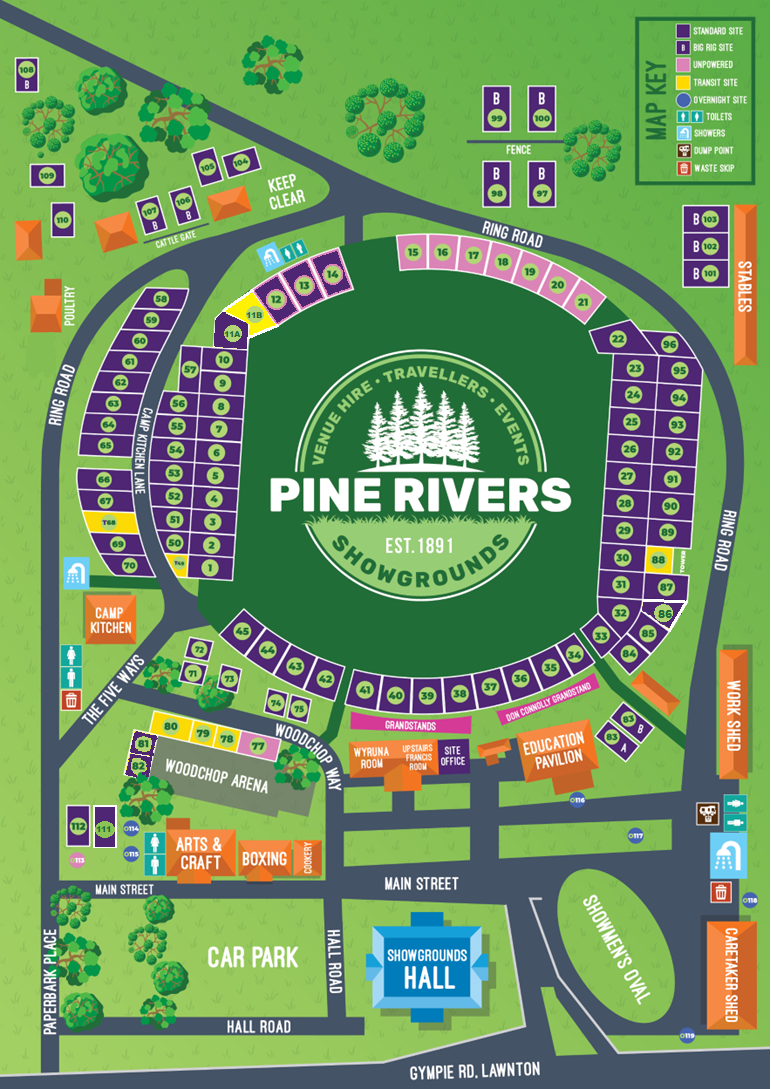 MAP KEY
STANDARD SITE
B BIG RIG SITE
UNPOWERED
TRANSIT SITE
OVERNIGHT SITE
TOILETS
SHOWERS
DUMP POINT
WASTE SKIP
108
B
B
99
B
100
FENCE
B
98
B
97
109
110
105
104
107
B
106
B
CATTLE GATE
KEEP
CLEAR
RING ROAD
B 103
B 102
B 101
STABLES
POULTRY
15
16
17
18
19
20
21
14
13
12
11B
11A
58
59
60
61
62
63
64
65
66
67
T68
69
70
RING ROAD
CAMP KITCHEN LANE
57
56
55
54
53
52
51
50
T49
10
9
8
7
6
5
4
3
2
1
VENUE HIRE • TRAVELLERS • EVENTS
PINE RIVERS
EST.1891
SHOWGROUNDS
22
23
24
25
26
27
28
29
30
31
32
33
96
95
94
93
92
91
90
89
88
TOWER
87
86
85
84
RING ROAD
CAMP
KITCHEN
THE FIVE WAYS
72
71
73
74
75
45
44
43
42
41
40
39
38
37
36
35
34
GRANDSTANDS
DON CONNOLLY GRANDSTAND
83
B
83
A
WORK SHED
80
79
78
77
81
82
WOODCHOP ARENA
WOODCHOP WAY
WYRUNA
ROOM
UPSTAIRS
FRANCIS
ROOM
SITE
OFFICE
EDUCATION
PAVILION
O116
O117
112
111
O114
O115
O113
ARTS &
CRAFT
BOXING
COOKERY
MAIN STREET
MAIN STREET
O118
PAPERBARK PLACE
CAR PARK
HALL ROAD
HALL ROAD
SHOWGROUNDS
HALL
SHOWMEN'S OVAL
CARETAKER SHED
O119
GYMPIE RD, LAWNTON